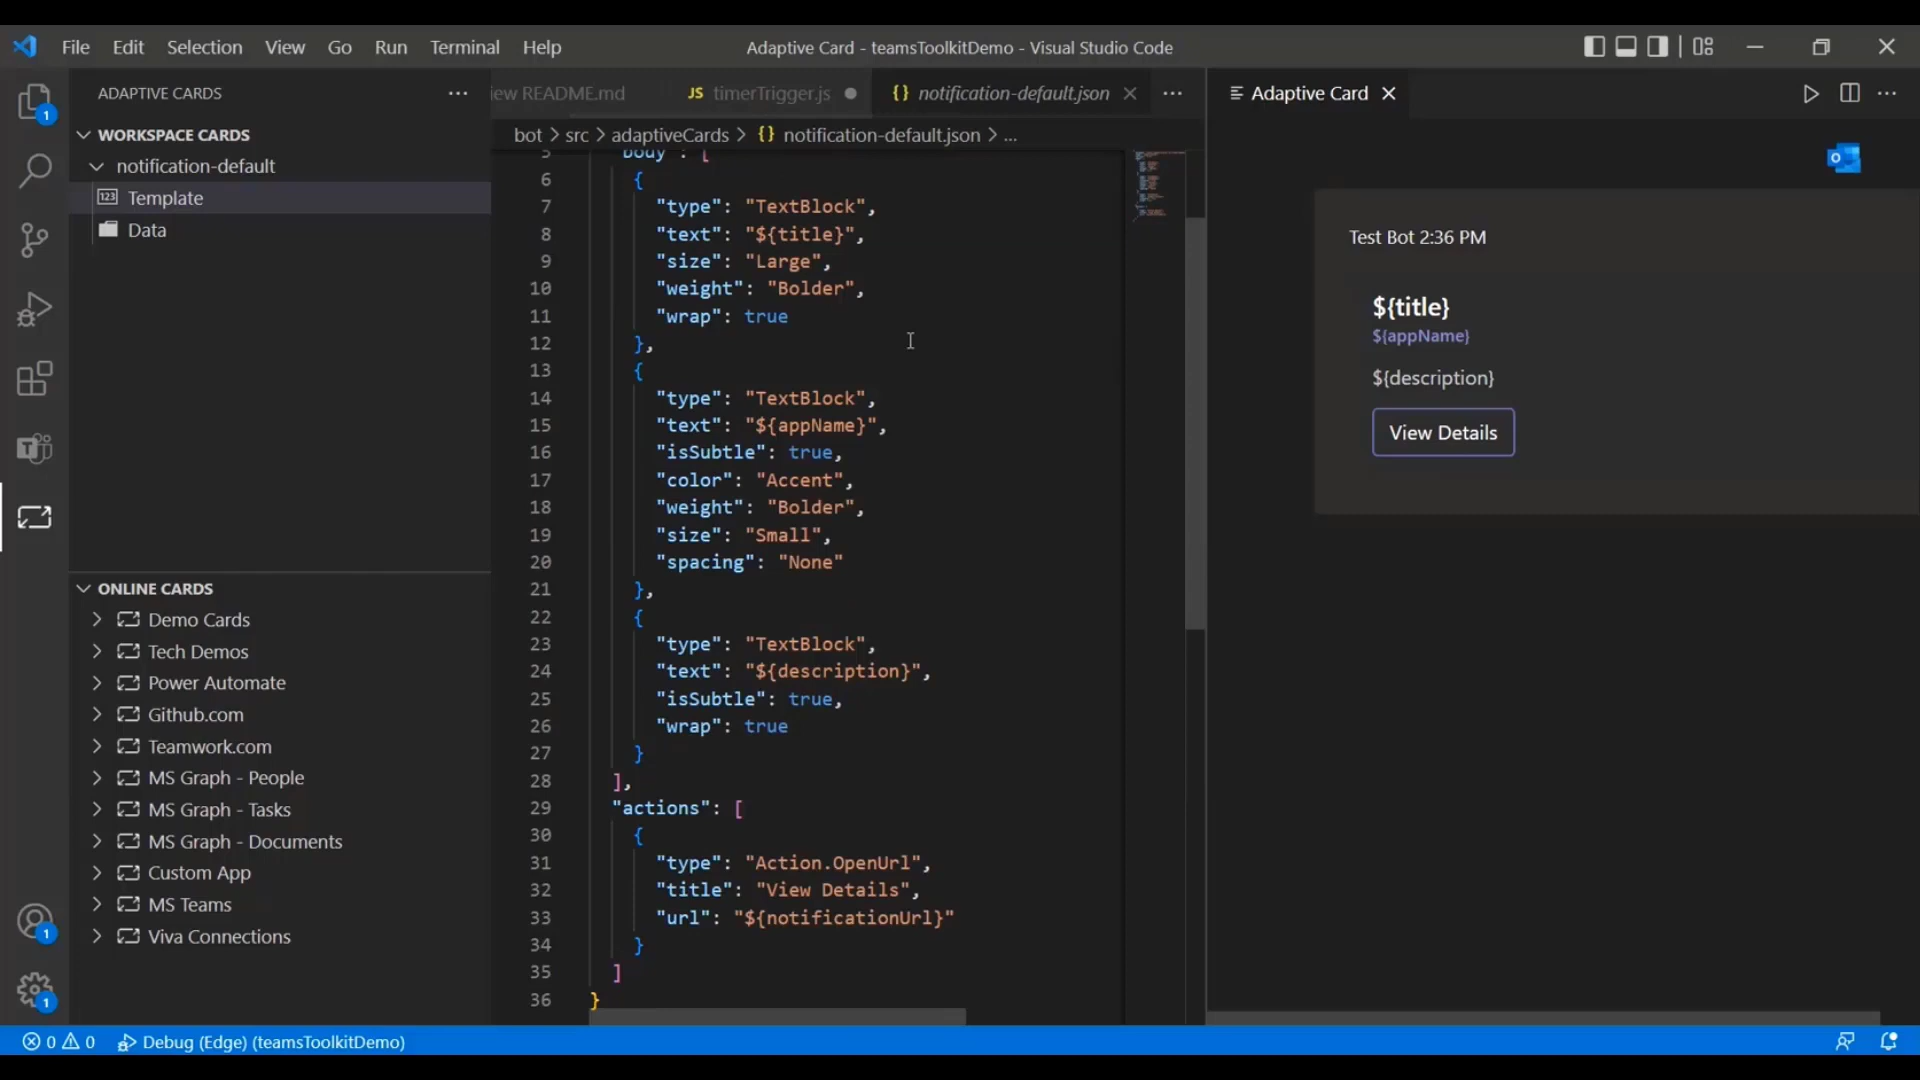 File Edit Selection View Go Run Terminal Help
Adaptive Card - teamsToolkitDemo - Visual Studio Code
ADAPTIVE CARDS
WORKSPACE CARDS
notification-default
Template
Data
ONLINE CARDS
Demo Cards
Tech Demos
Power Automate
Github.com
Teamwork.com
MS Graph - People
MS Graph - Tasks
MS Graph - Documents
Custom App
MS Teams
Viva Connections
1
1
1
iew README.md
JS timerTrigger.js
{} notification-default.json
bot > src > adaptiveCards > {} notification-default.json > ...
5 "body": [
6 {
7 "type": "TextBlock",
8 "text": "${title}",
9 "size": "Large",
10 "weight": "Bolder",
11 "wrap": true
12 },
13 {
14 "type": "TextBlock",
15 "text": "${appName}",
16 "isSubtle": true,
17 "color": "Accent",
18 "weight": "Bolder",
19 "size": "Small",
20 "spacing": "None"
21 },
22 {
23 "type": "TextBlock",
24 "text": "${description}",
25 "isSubtle": true,
26 "wrap": true
27 }
28 ],
29 "actions": [
30 {
31 "type": "Action.OpenUrl",
32 "title": "View Details",
33 "url": "${notificationUrl}"
34 }
35 ]
36 }
Adaptive Card
Test Bot 2:36 PM
${title}
${appName}
${description}
View Details
0 0 Debug (Edge) (teamsToolkitDemo)